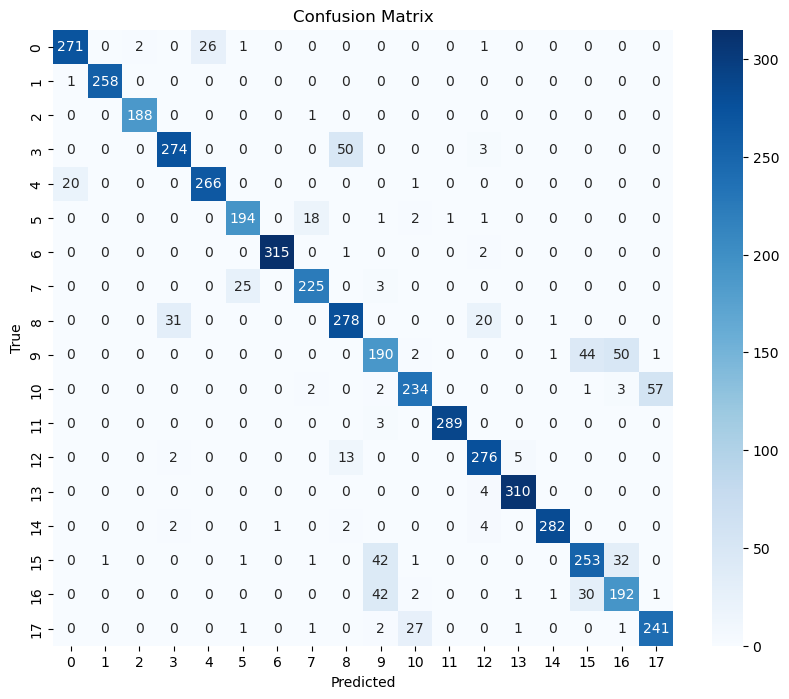 Confusion Matrix
0 271 0 2 0 26 1 0 0 0 0 0 0 1 0 0 0 0 0
1 1 258 0 0 0 0 0 0 0 0 0 0 0 0 0 0 0 0
2 0 0 188 0 0 0 0 1 0 0 0 0 0 0 0 0 0 0
3 0 0 0 274 0 0 0 0 50 0 0 0 3 0 0 0 0 0
4 20 0 0 0 266 0 0 0 0 0 1 0 0 0 0 0 0 0
5 0 0 0 0 0 194 0 18 0 1 2 1 1 0 0 0 0 0
6 0 0 0 0 0 0 315 0 1 0 0 0 2 0 0 0 0 0
7 0 0 0 0 0 25 0 225 0 3 0 0 0 0 0 0 0 0
8 0 0 0 31 0 0 0 0 278 0 0 0 20 0 1 0 0 0
9 0 0 0 0 0 0 0 0 0 190 2 0 0 0 1 44 50 1
10 0 0 0 0 0 0 0 2 0 2 234 0 0 0 0 1 3 57
11 0 0 0 0 0 0 0 0 0 3 0 289 0 0 0 0 0 0
12 0 0 0 2 0 0 0 0 13 0 0 0 276 5 0 0 0 0
13 0 0 0 0 0 0 0 0 0 0 0 0 4 310 0 0 0 0
14 0 0 0 2 0 0 1 0 2 0 0 0 4 0 282 0 0 0
15 0 1 0 0 0 1 0 1 0 42 1 0 0 0 0 253 32 0
16 0 0 0 0 0 0 0 0 0 42 2 0 0 1 1 30 192 1
17 0 0 0 0 0 1 0 1 0 2 27 0 0 1 0 0 1 241
0 1 2 3 4 5 6 7 8 9 10 11 12 13 14 15 16 17
Predicted
True
300
250
200
150
100
50
0